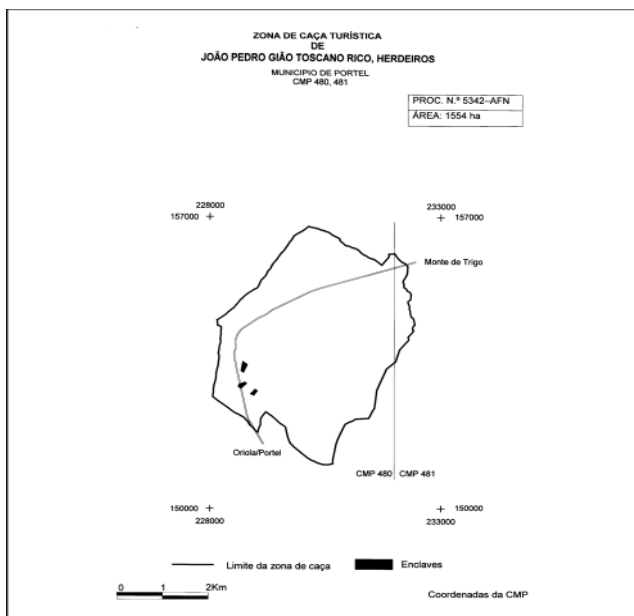 ZONA DE CAÇA TURÍSTICA
DE
JOÃO PEDRO GIÃO TOSCANO RICO, HERDEIROS
MUNICIPIO DE PORTEL
CMP 480, 481
PROC. N.º 5342–AFN
ÁREA: 1554 ha
228000
157000
233000
157000
Monte de Trigo
Oriola/Portel
CMP 480
CMP 481
150000
228000
150000
233000
Limite da zona de caça
Enclaves
0 1 2Km
Coordenadas da CMP